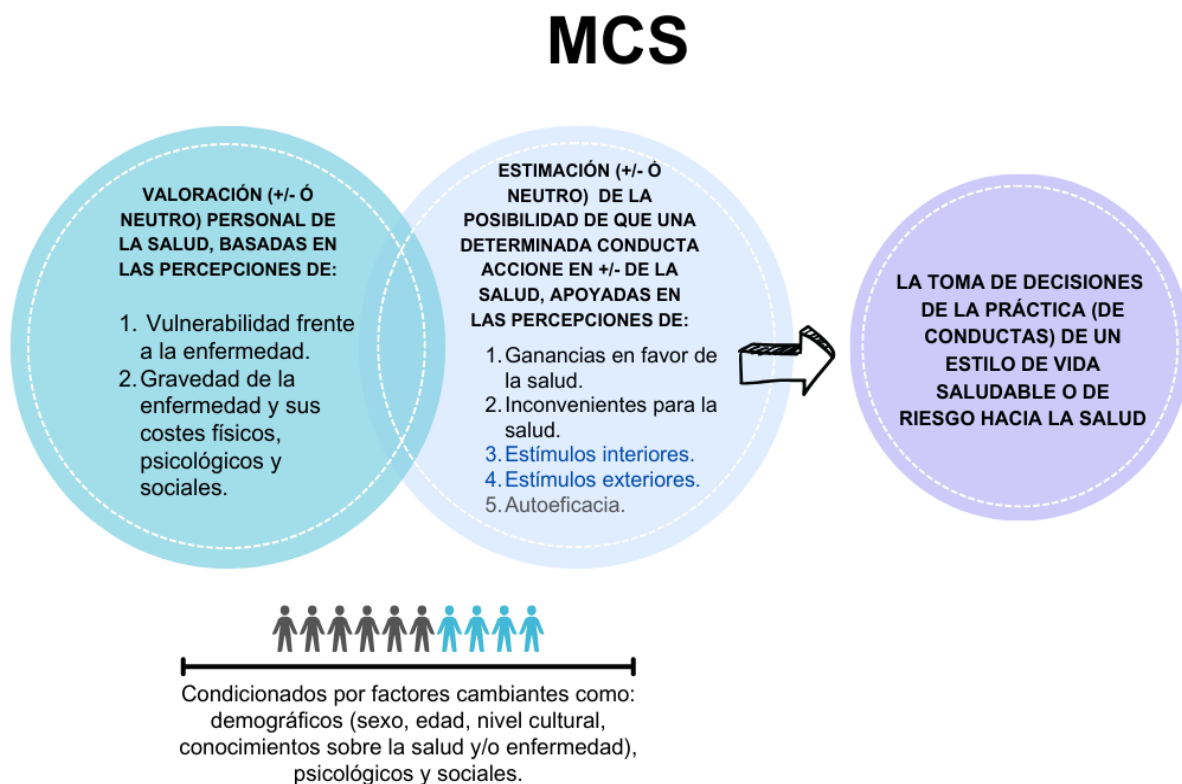 MCS
VALORACIÓN (+/- Ó
NEUTRO) PERSONAL DE
LA SALUD, BASADAS EN
LAS PERCEPCIONES DE:
1. Vulnerabilidad frente
a la enfermedad.
2. Gravedad de la
enfermedad y sus
costes físicos,
psicológicos y
sociales.
ESTIMACIÓN (+/- Ó
NEUTRO) DE LA
POSIBILIDAD DE QUE UNA
DETERMINADA CONDUCTA
ACCIONE EN +/- DE LA
SALUD, APOYADAS EN
LAS PERCEPCIONES DE:
1. Ganancias en favor de
la salud.
2. Inconvenientes para la
salud.
3. Estímulos interiores.
4. Estímulos exteriores.
5. Autoeficacia.
LA TOMA DE DECISIONES
DE LA PRÁCTICA (DE
CONDUCTAS) DE UN
ESTILO DE VIDA
SALUDABLE O DE
RIESGO HACIA LA SALUD
Condicionados por factores cambiantes como:
demográficos (sexo, edad, nivel cultural,
conocimientos sobre la salud y/o enfermedad),
psicológicos y sociales.